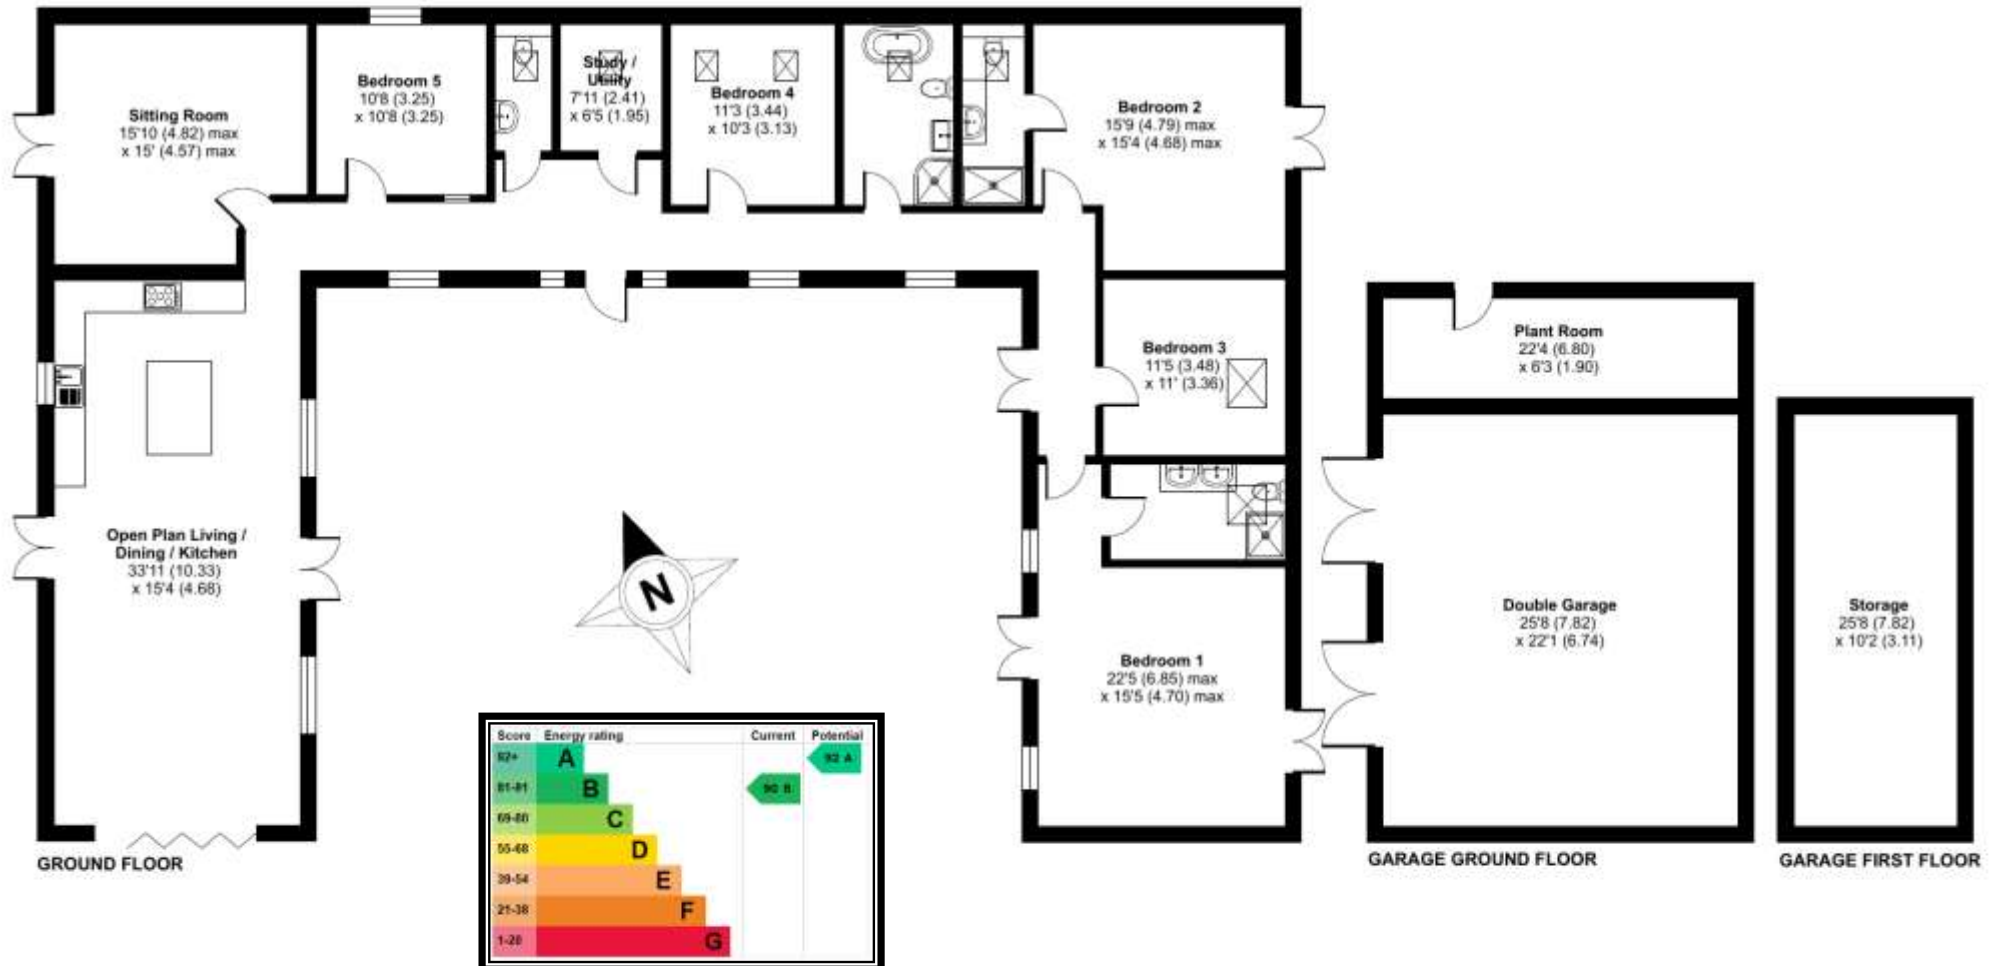 Sitting Room
15'10 (4.82) max
x 15' (4.57) max
Bedroom 5
10'8 (3.25)
x 10'8 (3.25)
Study /
Utility
7'11 (2.41)
x 6'5 (1.95)
Bedroom 4
11'3 (3.44)
x 10'3 (3.13)
Bedroom 2
15'9 (4.79) max
x 15'4 (4.68) max
Bedroom 3
11'5 (3.48)
x 11' (3.36)
Plant Room
22'4 (6.80)
x 6'3 (1.90)
Open Plan Living /
Dining / Kitchen
33'11 (10.33)
x 15'4 (4.68)
N
Bedroom 1
22'5 (6.85) max
x 15'5 (4.70) max
Double Garage
25'8 (7.82)
x 22'1 (6.74)
Storage
25'8 (7.82)
x 10'2 (3.11)
Score Energy rating Current Potential
92+ A 92 A
81-91 B 90 B
69-80 C
55-68 D
39-54 E
21-38 F
1-20 G
GROUND FLOOR
GARAGE GROUND FLOOR
GARAGE FIRST FLOOR